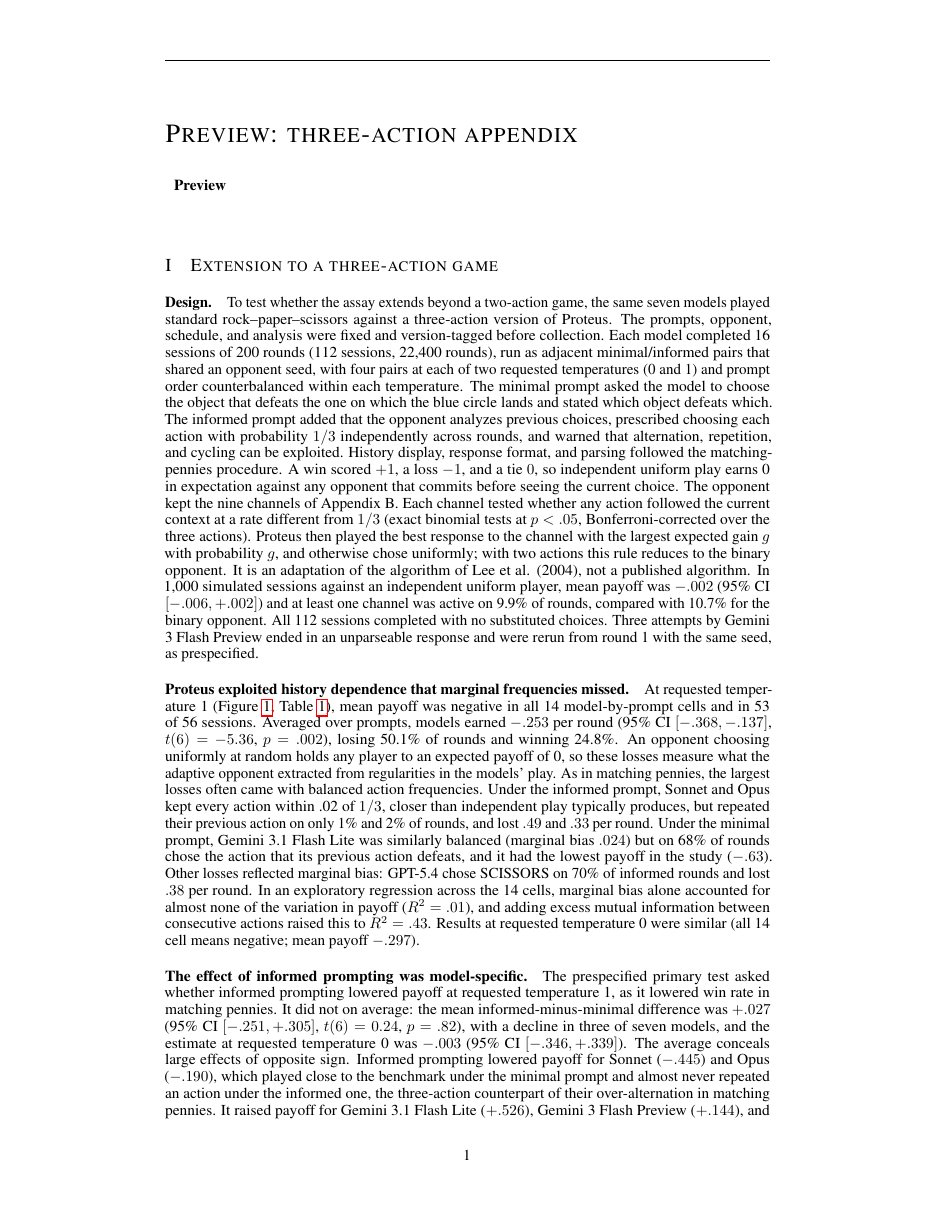 PREVIEW: THREE-ACTION APPENDIX
Preview
I EXTENSION TO A THREE-ACTION GAME
Design. To test whether the assay extends beyond a two-action game, the same seven models played
standard rock–paper–scissors against a three-action version of Proteus. The prompts, opponent,
schedule, and analysis were fixed and version-tagged before collection. Each model completed 16
sessions of 200 rounds (112 sessions, 22,400 rounds), run as adjacent minimal/informed pairs that
shared an opponent seed, with four pairs at each of two requested temperatures (0 and 1) and prompt
order counterbalanced within each temperature. The minimal prompt asked the model to choose
the object that defeats the one on which the blue circle lands and stated which object defeats which.
The informed prompt added that the opponent analyzes previous choices, prescribed choosing each
action with probability 1/3 independently across rounds, and warned that alternation, repetition,
and cycling can be exploited. History display, response format, and parsing followed the matching-
pennies procedure. A win scored +1, a loss −1, and a tie 0, so independent uniform play earns 0
in expectation against any opponent that commits before seeing the current choice. The opponent
kept the nine channels of Appendix B. Each channel tested whether any action followed the current
context at a rate different from 1/3 (exact binomial tests at p < .05, Bonferroni-corrected over the
three actions). Proteus then played the best response to the channel with the largest expected gain g
with probability g, and otherwise chose uniformly; with two actions this rule reduces to the binary
opponent. It is an adaptation of the algorithm of Lee et al. (2004), not a published algorithm. In
1,000 simulated sessions against an independent uniform player, mean payoff was −.002 (95% CI
[−.006, +.002]) and at least one channel was active on 9.9% of rounds, compared with 10.7% for the
binary opponent. All 112 sessions completed with no substituted choices. Three attempts by Gemini
3 Flash Preview ended in an unparseable response and were rerun from round 1 with the same seed,
as prespecified.
Proteus exploited history dependence that marginal frequencies missed. At requested temper-
ature 1 (Figure 1, Table 1), mean payoff was negative in all 14 model-by-prompt cells and in 53
of 56 sessions. Averaged over prompts, models earned −.253 per round (95% CI [−.368, −.137],
t(6) = −5.36, p = .002), losing 50.1% of rounds and winning 24.8%. An opponent choosing
uniformly at random holds any player to an expected payoff of 0, so these losses measure what the
adaptive opponent extracted from regularities in the models' play. As in matching pennies, the largest
losses often came with balanced action frequencies. Under the informed prompt, Sonnet and Opus
kept every action within .02 of 1/3, closer than independent play typically produces, but repeated
their previous action on only 1% and 2% of rounds, and lost .49 and .33 per round. Under the minimal
prompt, Gemini 3.1 Flash Lite was similarly balanced (marginal bias .024) but on 68% of rounds
chose the action that its previous action defeats, and it had the lowest payoff in the study (−.63).
Other losses reflected marginal bias: GPT-5.4 chose SCISSORS on 70% of informed rounds and lost
.38 per round. In an exploratory regression across the 14 cells, marginal bias alone accounted for
almost none of the variation in payoff (R² = .01), and adding excess mutual information between
consecutive actions raised this to R² = .43. Results at requested temperature 0 were similar (all 14
cell means negative; mean payoff −.297).
The effect of informed prompting was model-specific. The prespecified primary test asked
whether informed prompting lowered payoff at requested temperature 1, as it lowered win rate in
matching pennies. It did not on average: the mean informed-minus-minimal difference was +.027
(95% CI [−.251, +.305], t(6) = 0.24, p = .82), with a decline in three of seven models, and the
estimate at requested temperature 0 was −.003 (95% CI [−.346, +.339]). The average conceals
large effects of opposite sign. Informed prompting lowered payoff for Sonnet (−.445) and Opus
(−.190), which played close to the benchmark under the minimal prompt and almost never repeated
an action under the informed one, the three-action counterpart of their over-alternation in matching
pennies. It raised payoff for Gemini 3.1 Flash Lite (+.526), Gemini 3 Flash Preview (+.144), and
1